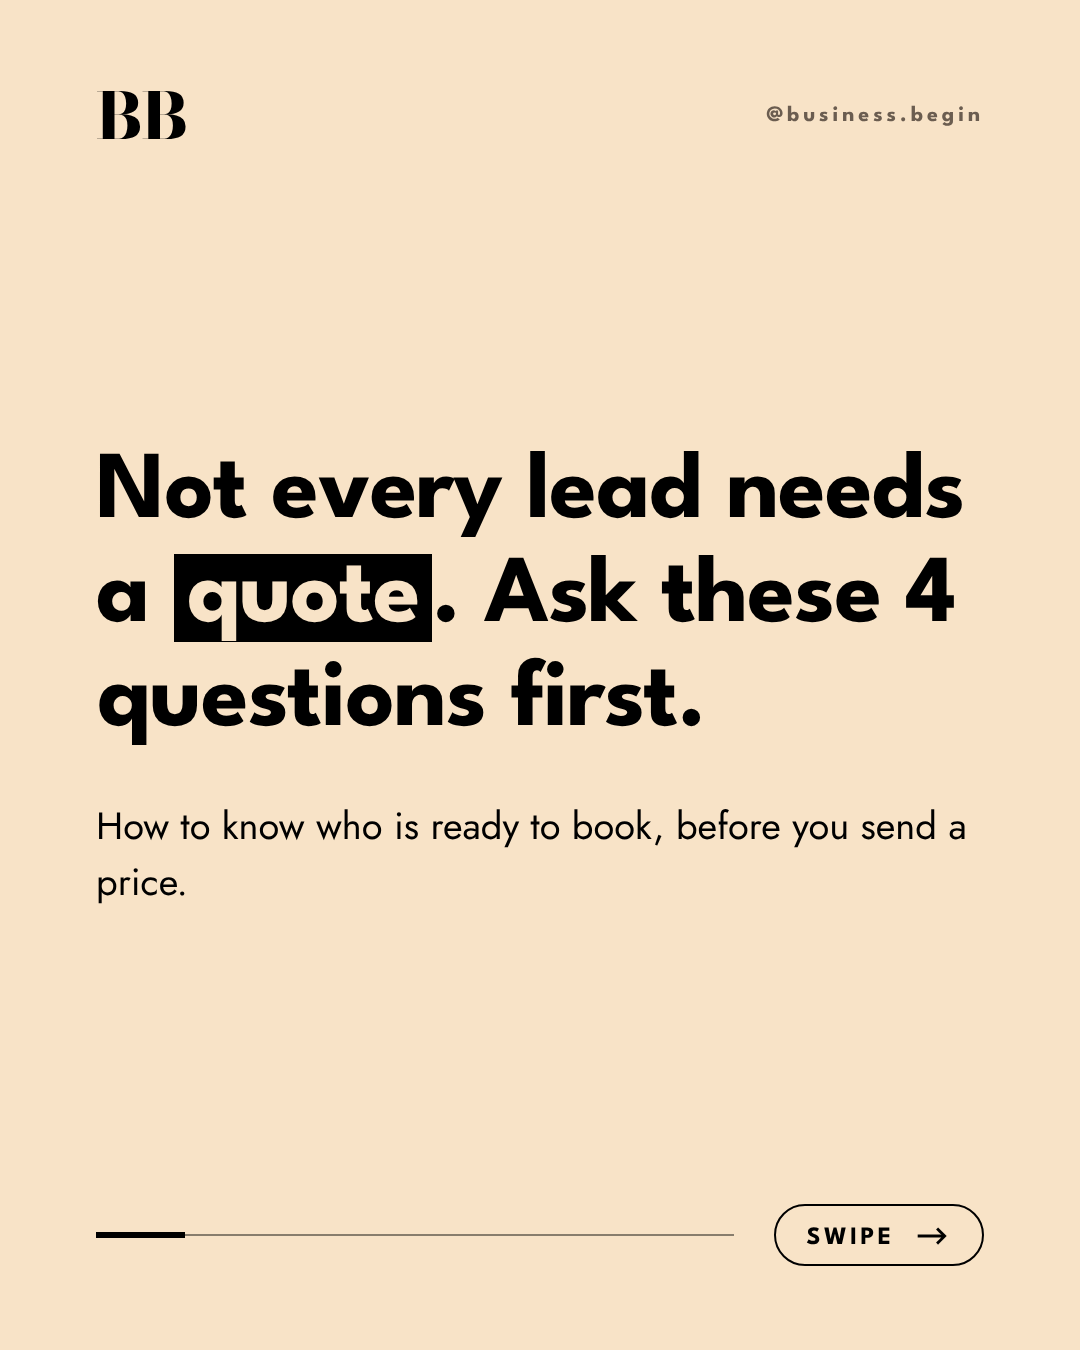 BB
@business.begin
Not every lead needs
a quote. Ask these 4
questions first.
How to know who is ready to book, before you send a
price.
SWIPE →